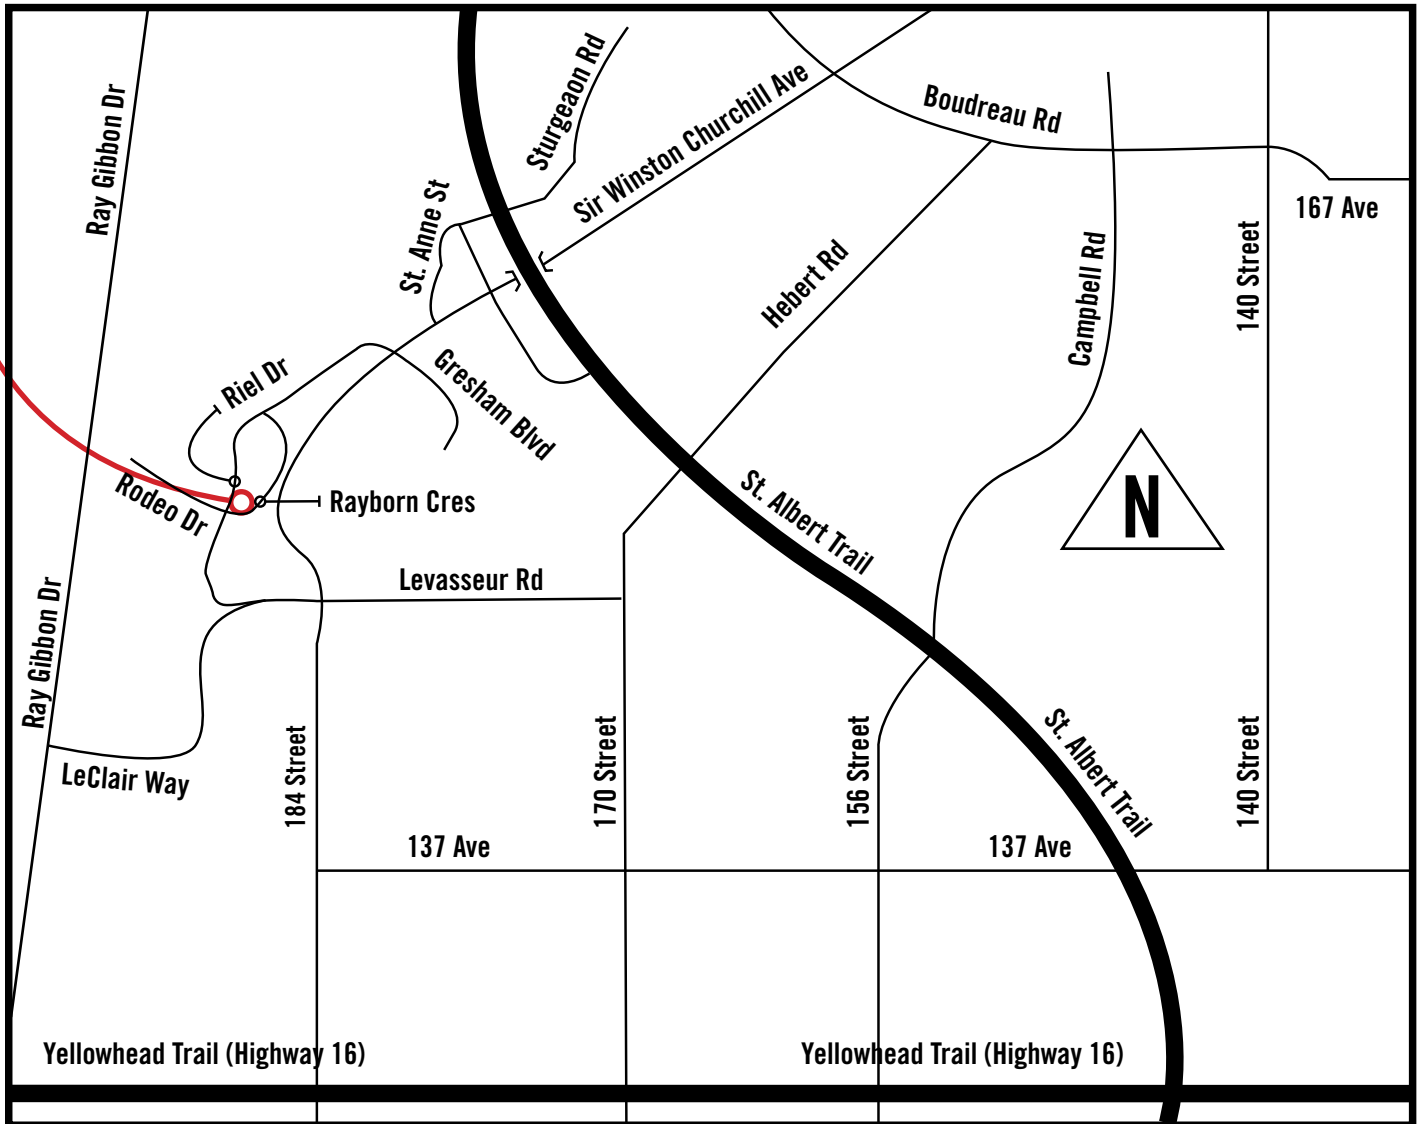 Ray Gibbon Dr
Sturgeaon Rd
Sir Winston Churchill Ave
Boudreau Rd
167 Ave
St. Anne St
140 Street
Hebert Rd
Campbell Rd
Riel Dr
Gresham Blvd
Rodeo Dr
Rayborn Cres
St. Albert Trail
N
Levasseur Rd
Ray Gibbon Dr
LeClair Way
184 Street
170 Street
156 Street
St. Albert Trail
140 Street
137 Ave
137 Ave
Yellowhead Trail (Highway 16)
Yellowhead Trail (Highway 16)